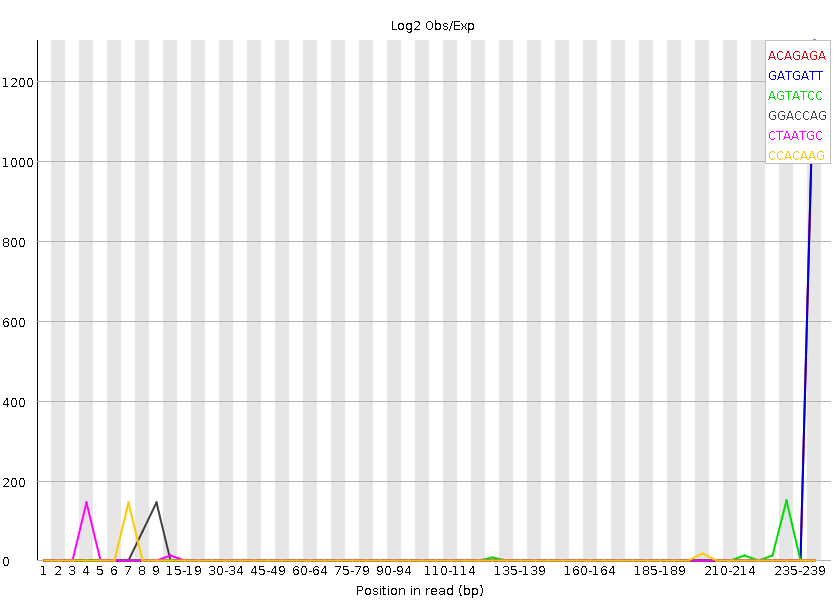 Log2 Obs/Exp
ACAGAGA
GATGATT
AGTATCC
GGACCAG
CTAATGC
CCACAAG
1200
1000
800
600
400
200
0
1 2 3 4 5 6 7 8 9 15-19 30-34 45-49 60-64 75-79 90-94 110-114 135-139 160-164 185-189 210-214 235-239
Position in read (bp)